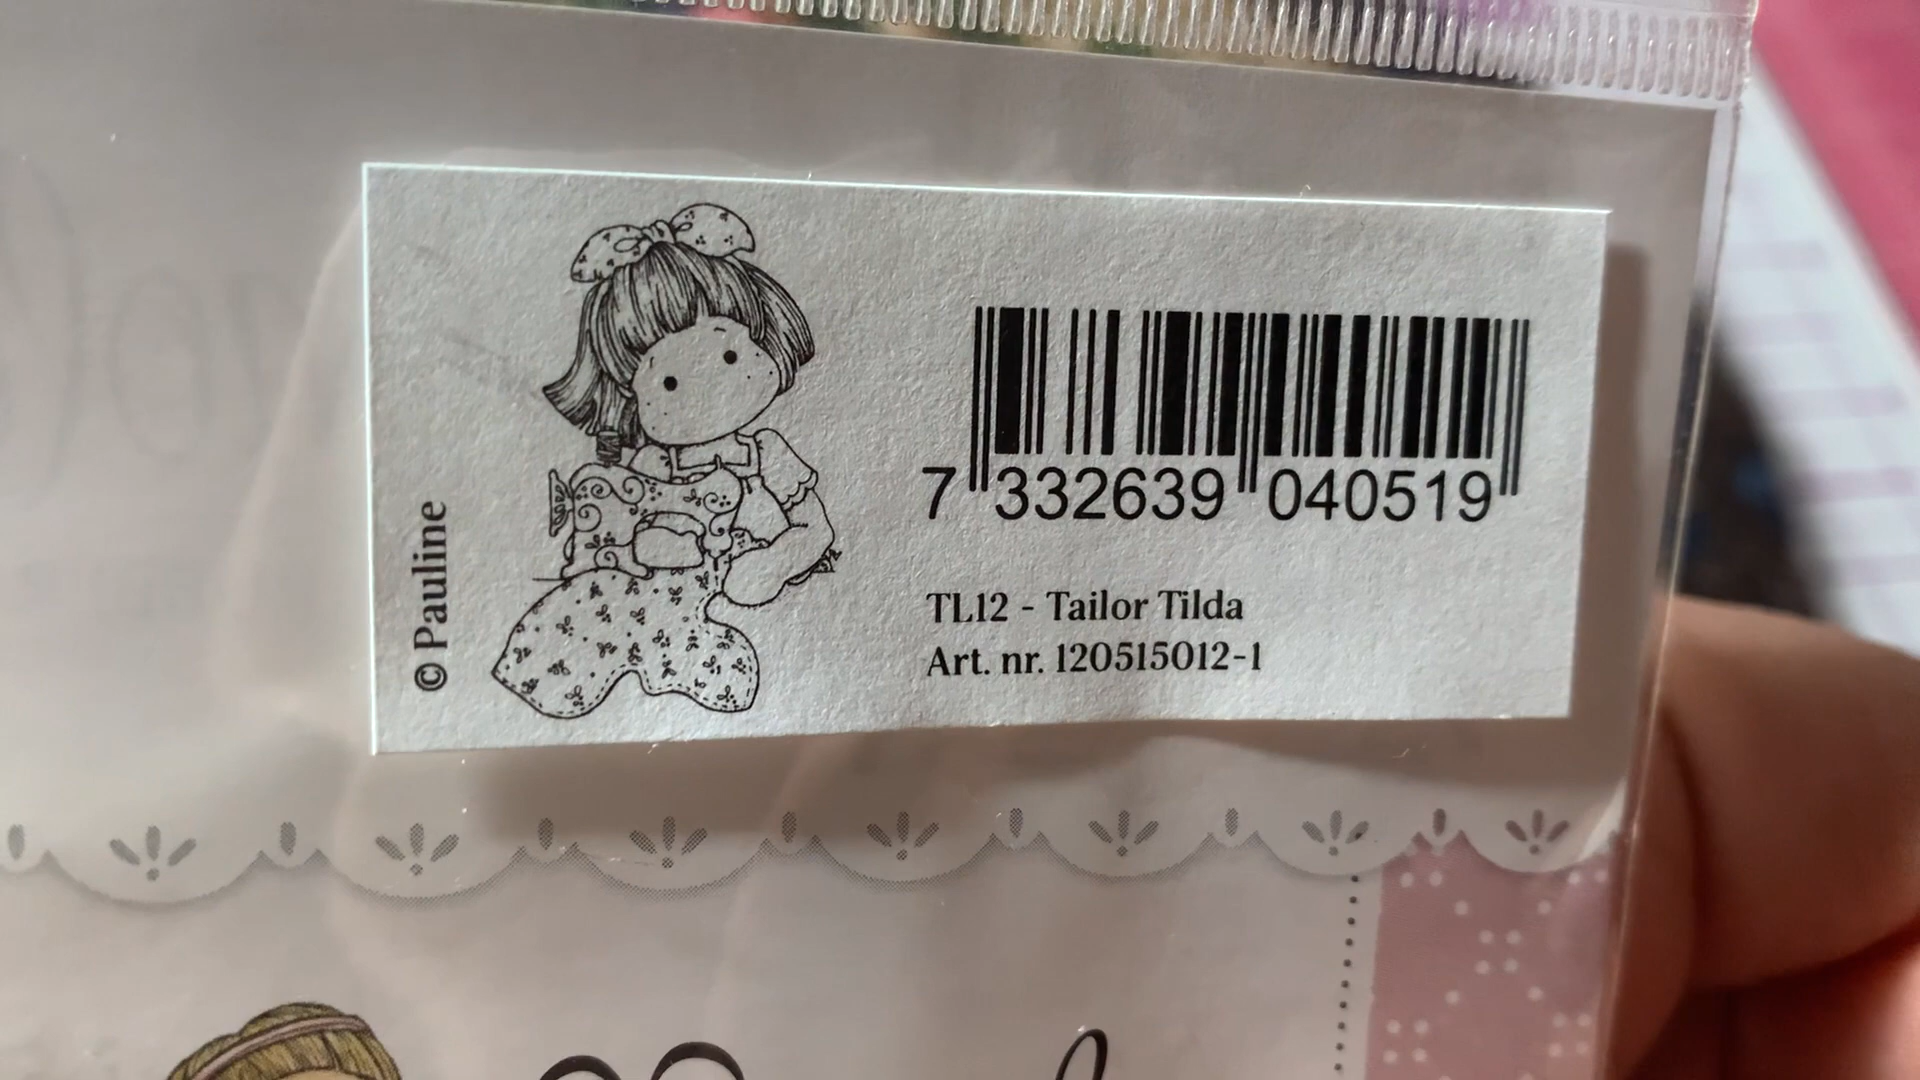 © Pauline
7 332639 040519
TL12 - Tailor Tilda
Art. nr. 120515012-1